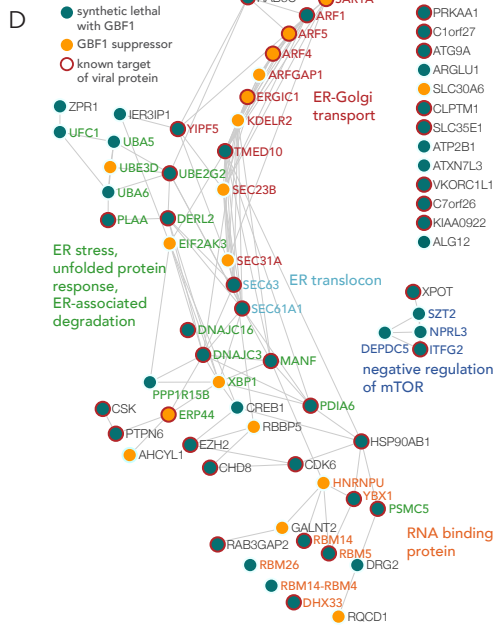 D
synthetic lethal
with GBF1
GBF1 suppressor
known target
of viral protein
ARF1
ARF5
ARF4
ARFGAP1
ERGIC1
KDELR2
ER-Golgi
transport
ZPR1
IER3IP1
YIPF5
UFC1
UBA5
TMED10
UBE3D
UBE2G2
UBA6
SEC23B
PLAA
DERL2
EIF2AK3
ER stress,
unfolded protein
response,
ER-associated
degradation
SEC31A
ER translocon
SEC63
SEC61A1
DNAJC16
DNAJC3
MANF
PPP1R15B
XBP1
CSK
ERP44
CREB1
PDIA6
PTPN6
RBBP5
AHCYL1
EZH2
HSP90AB1
CHD8
CDK6
HNRNPU
YBX1
PSMC5
GALNT2
RAB3GAP2
RBM14
RBM5
RNA binding
protein
RBM26
DRG2
RBM14-RBM4
DHX33
RQCD1
PRKAA1
C1orf27
ATG9A
ARGLU1
SLC30A6
CLPTM1
SLC35E1
ATP2B1
ATXN7L3
VKORC1L1
C7orf26
KIAA0922
ALG12
XPOT
SZT2
NPRL3
DEPDC5
ITFG2
negative regulation
of mTOR